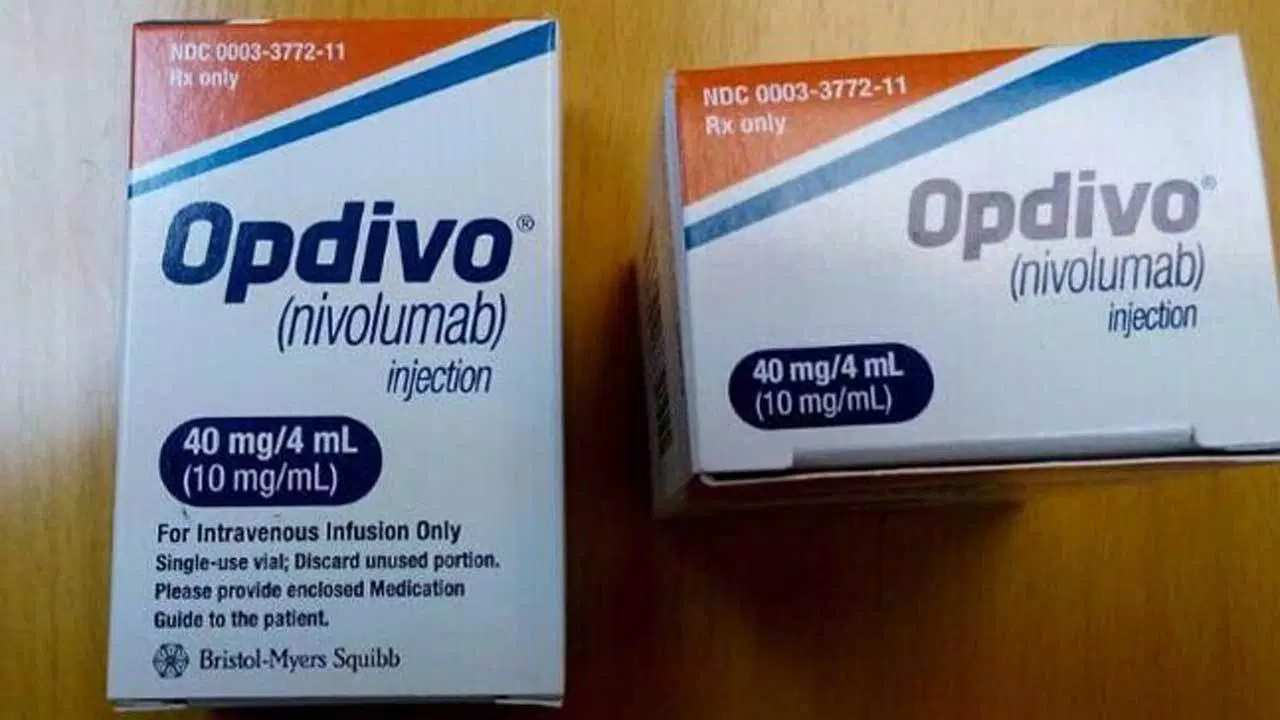 NDC 0003-3772-11
Rx only
Opdivo®
(nivolumab)
injection
40 mg/4 mL
(10 mg/mL)
For Intravenous Infusion Only
Single-use vial; Discard unused portion.
Please provide enclosed Medication
Guide to the patient.
Bristol-Myers Squibb
NDC 0003-3772-11
Rx only
Opdivo®
(nivolumab)
injection
40 mg/4 mL
(10 mg/mL)